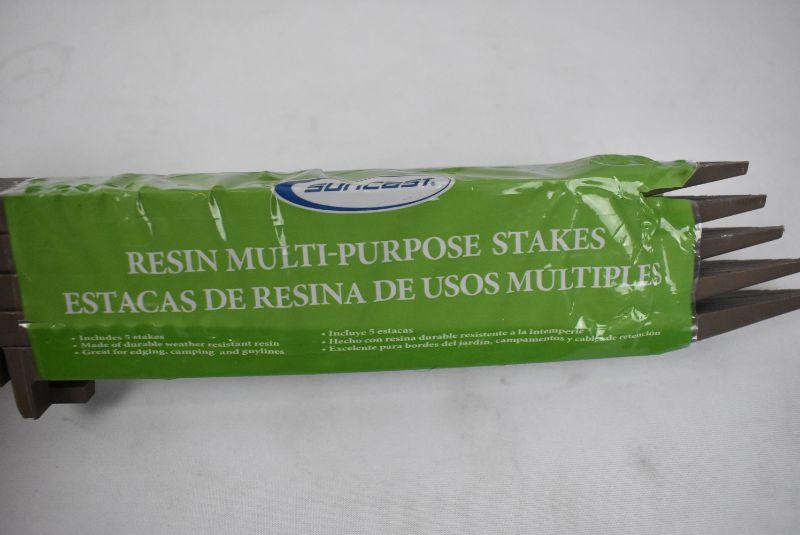 SUNCAST®
RESIN MULTI-PURPOSE STAKES
ESTACAS DE RESINA DE USOS MÚLTIPLES
• Includes 5 stakes
• Made of durable weather resistant resin
• Great for edging, camping and guylines
• Incluye 5 estacas
• Hecho con resina durable resistente a la intemperie
• Excelente para bordes del jardín, campamentos y cables de retención